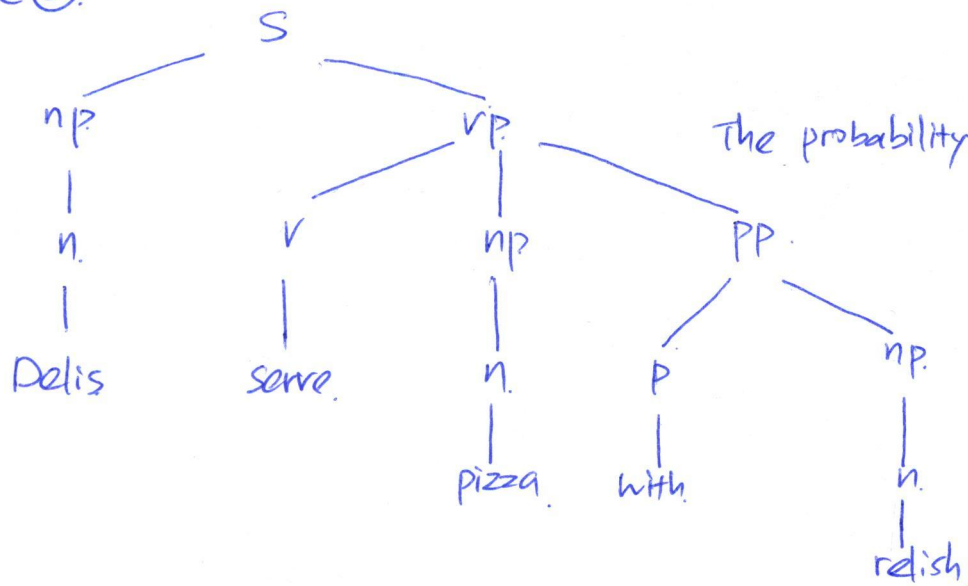 S
np. vp. The probability
n. v np pp.
Delis serve. n. p np.
pizza. with. n.
relish